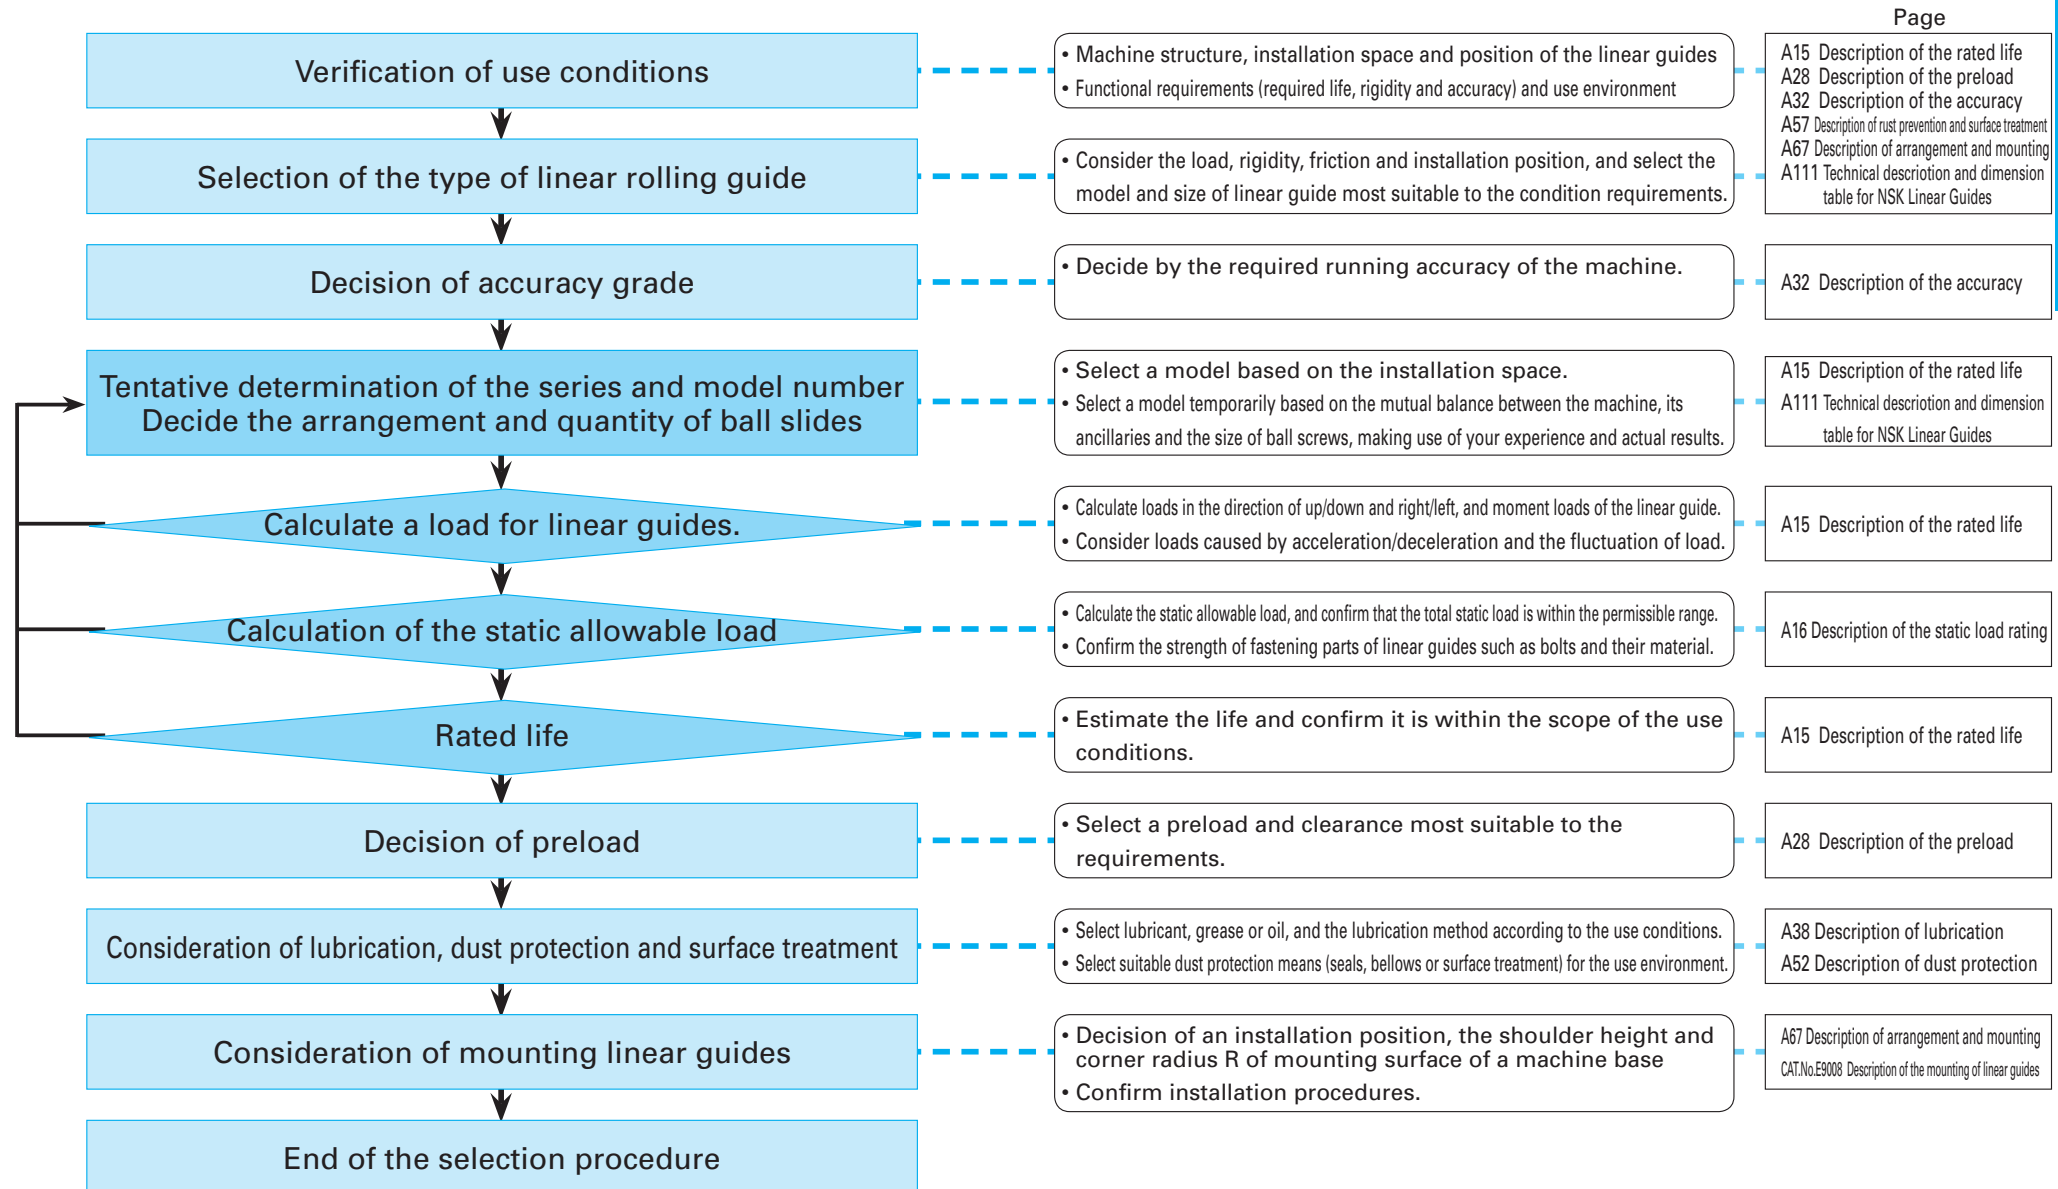 Page
Verification of use conditions
• Machine structure, installation space and position of the linear guides
• Functional requirements (required life, rigidity and accuracy) and use environment
A15 Description of the rated life
A28 Description of the preload
A32 Description of the accuracy
A57 Description of rust prevention and surface treatment
A67 Description of arrangement and mounting
A111 Technical descriotion and dimension
table for NSK Linear Guides
Selection of the type of linear rolling guide
• Consider the load, rigidity, friction and installation position, and select the
model and size of linear guide most suitable to the condition requirements.
Decision of accuracy grade
• Decide by the required running accuracy of the machine.
A32 Description of the accuracy
Tentative determination of the series and model number
Decide the arrangement and quantity of ball slides
• Select a model based on the installation space.
• Select a model temporarily based on the mutual balance between the machine, its
ancillaries and the size of ball screws, making use of your experience and actual results.
A15 Description of the rated life
A111 Technical descriotion and dimension
table for NSK Linear Guides
Calculate a load for linear guides.
• Calculate loads in the direction of up/down and right/left, and moment loads of the linear guide.
• Consider loads caused by acceleration/deceleration and the fluctuation of load.
A15 Description of the rated life
Calculation of the static allowable load
• Calculate the static allowable load, and confirm that the total static load is within the permissible range.
• Confirm the strength of fastening parts of linear guides such as bolts and their material.
A16 Description of the static load rating
Rated life
• Estimate the life and confirm it is within the scope of the use
conditions.
A15 Description of the rated life
Decision of preload
• Select a preload and clearance most suitable to the
requirements.
A28 Description of the preload
Consideration of lubrication, dust protection and surface treatment
• Select lubricant, grease or oil, and the lubrication method according to the use conditions.
• Select suitable dust protection means (seals, bellows or surface treatment) for the use environment.
A38 Description of lubrication
A52 Description of dust protection
Consideration of mounting linear guides
• Decision of an installation position, the shoulder height and
corner radius R of mounting surface of a machine base
• Confirm installation procedures.
A67 Description of arrangement and mounting
CAT.No.E9008 Description of the mounting of linear guides
End of the selection procedure